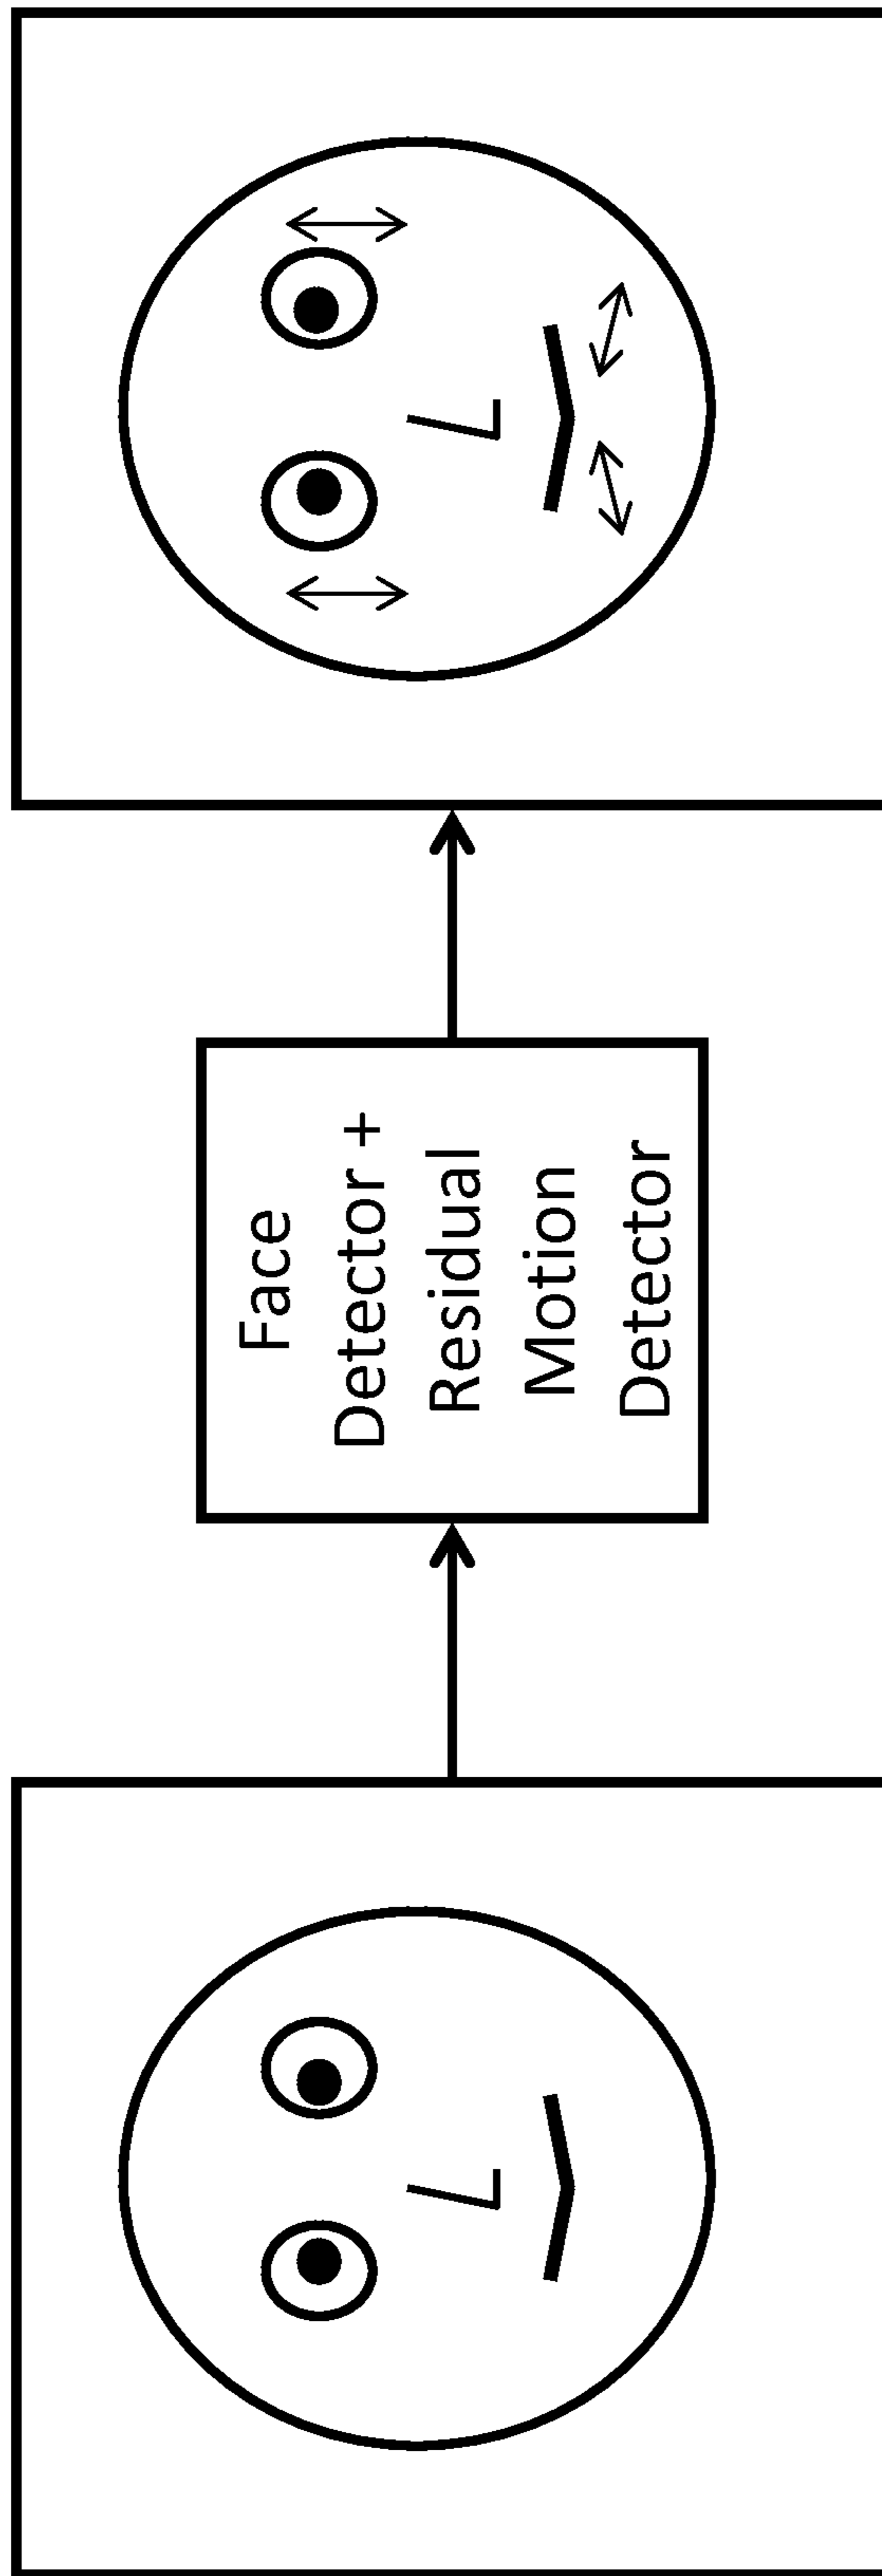 Face
Detector +
Residual
Motion
Detector